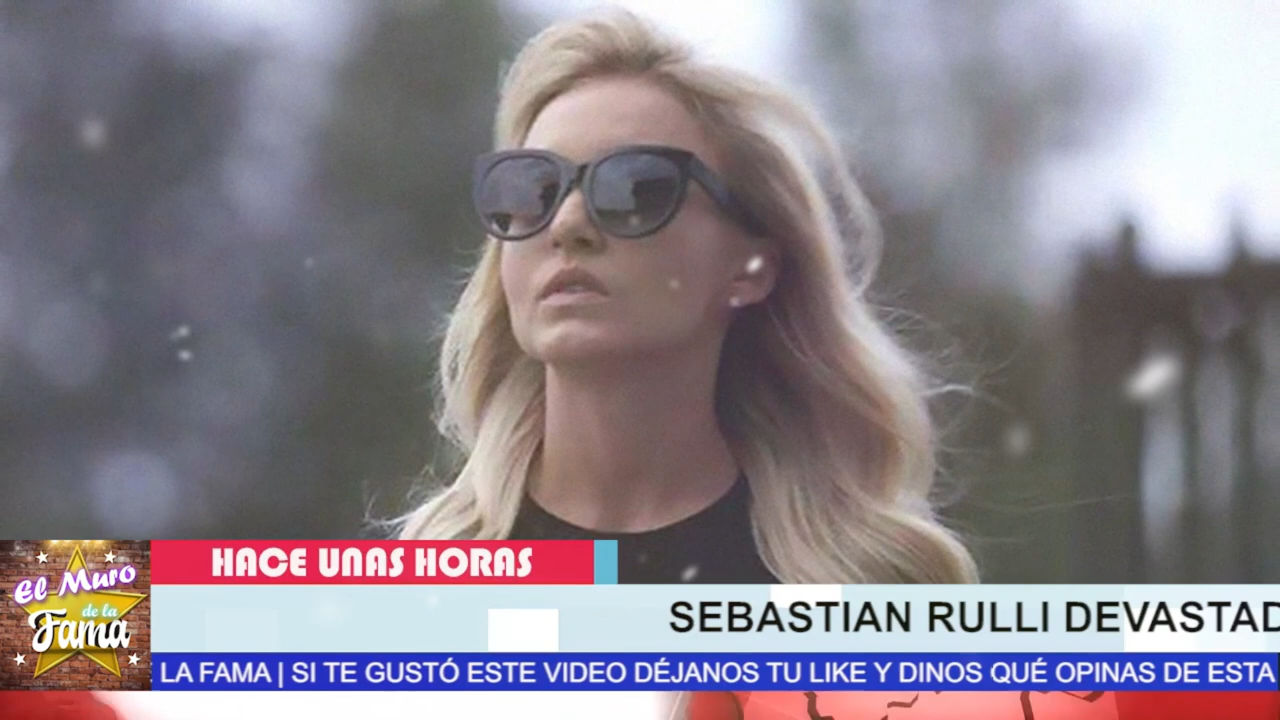 HACE UNAS HORAS
El Muro
de la
Fama
SEBASTIAN RULLI DEVASTAD
LA FAMA | SI TE GUSTÓ ESTE VIDEO DÉJANOS TU LIKE Y DINOS QUÉ OPINAS DE ESTA